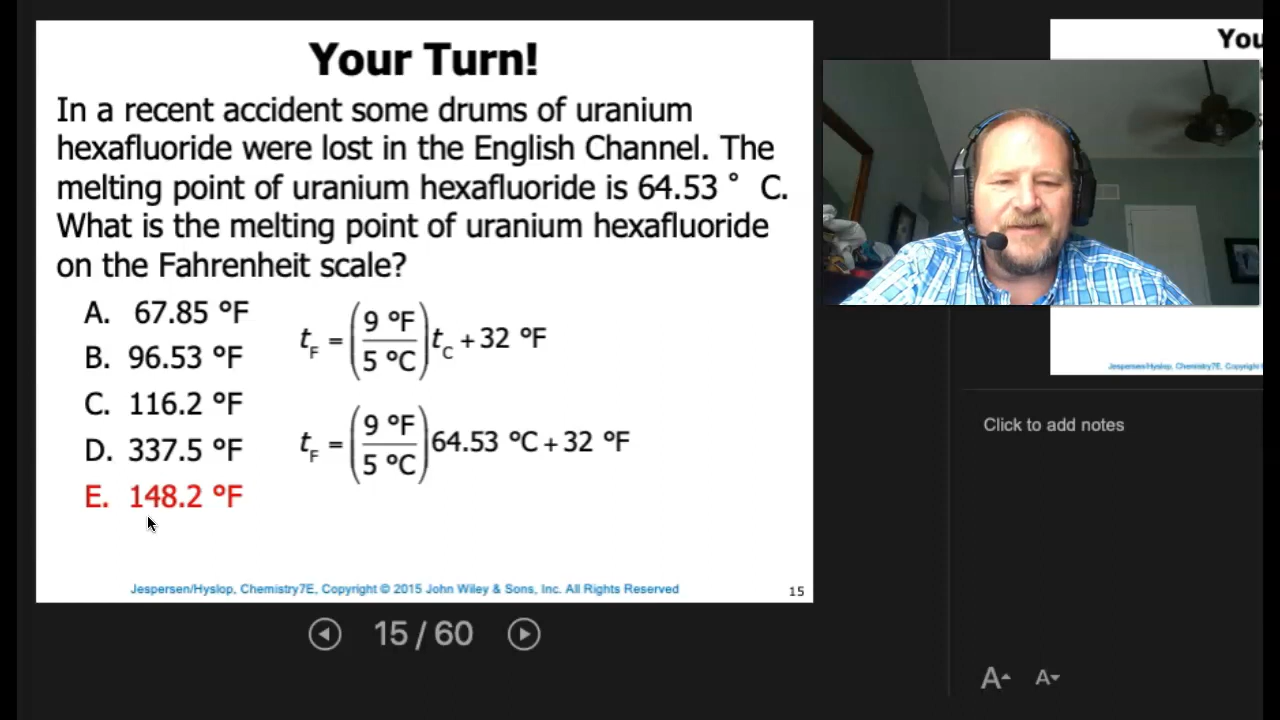 Your Turn!
In a recent accident some drums of uranium
hexafluoride were lost in the English Channel. The
melting point of uranium hexafluoride is 64.53 ° C.
What is the melting point of uranium hexafluoride
on the Fahrenheit scale?
A. 67.85 °F
B. 96.53 °F
C. 116.2 °F
D. 337.5 °F
E. 148.2 °F
t_F = (9 °F / 5 °C) t_C + 32 °F
t_F = (9 °F / 5 °C) 64.53 °C + 32 °F
Jespersen/Hyslop, Chemistry7E, Copyright © 2015 John Wiley & Sons, Inc. All Rights Reserved
15
15 / 60
You
Jespersen/Hyslop, Chemistry7E, Copyright
Click to add notes
A A